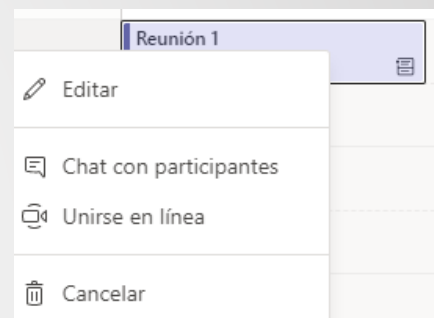 Reunión 1
Editar
Chat con participantes
Unirse en línea
Cancelar